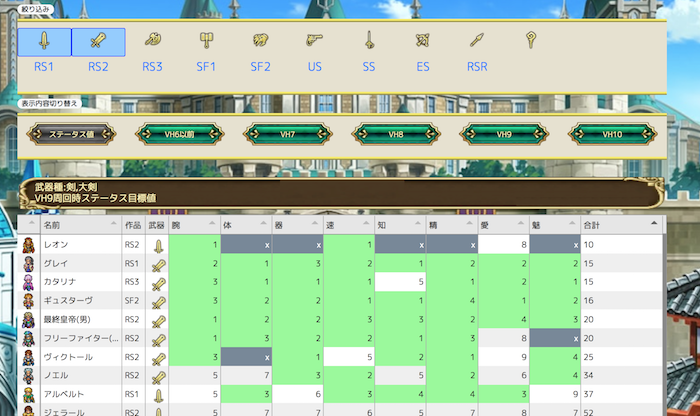 絞り込み
RS1 RS2 RS3 SF1 SF2 US SS ES RSR
表示内容切り替え
ステータス値 VH6以前 VH7 VH8 VH9 VH10
武器種:剣,大剣
VH9周回時ステータス目標値
名前 作品 武器 腕 体 器 速 知 精 愛 魅 合計
レオン RS2 1 x x 1 x x 8 x 10
グレイ RS1 2 1 3 2 1 2 2 2 15
カタリナ RS3 3 1 1 1 5 1 2 1 15
ギュスターヴ SF2 3 2 2 1 1 4 1 2 16
最終皇帝(男) RS2 1 2 2 3 3 2 4 3 20
フリーファイター(... RS2 1 3 2 2 1 3 8 x 20
ヴィクトール RS2 3 x 1 5 2 1 9 4 25
ノエル RS2 5 7 3 2 5 2 6 4 34
アルベルト RS1 5 3 6 3 4 4 3 9 37
ジェラール RS2 5 7 7 6 8 5 7 7 52